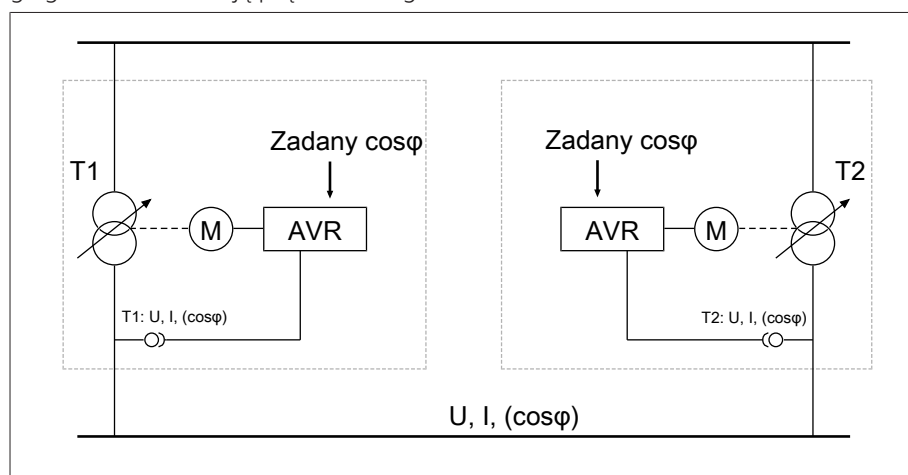 Zadany cosφ
Zadany cosφ
T1
T2
M
AVR
AVR
M
T1: U, I, (cosφ)
T2: U, I, (cosφ)
U, I, (cosφ)